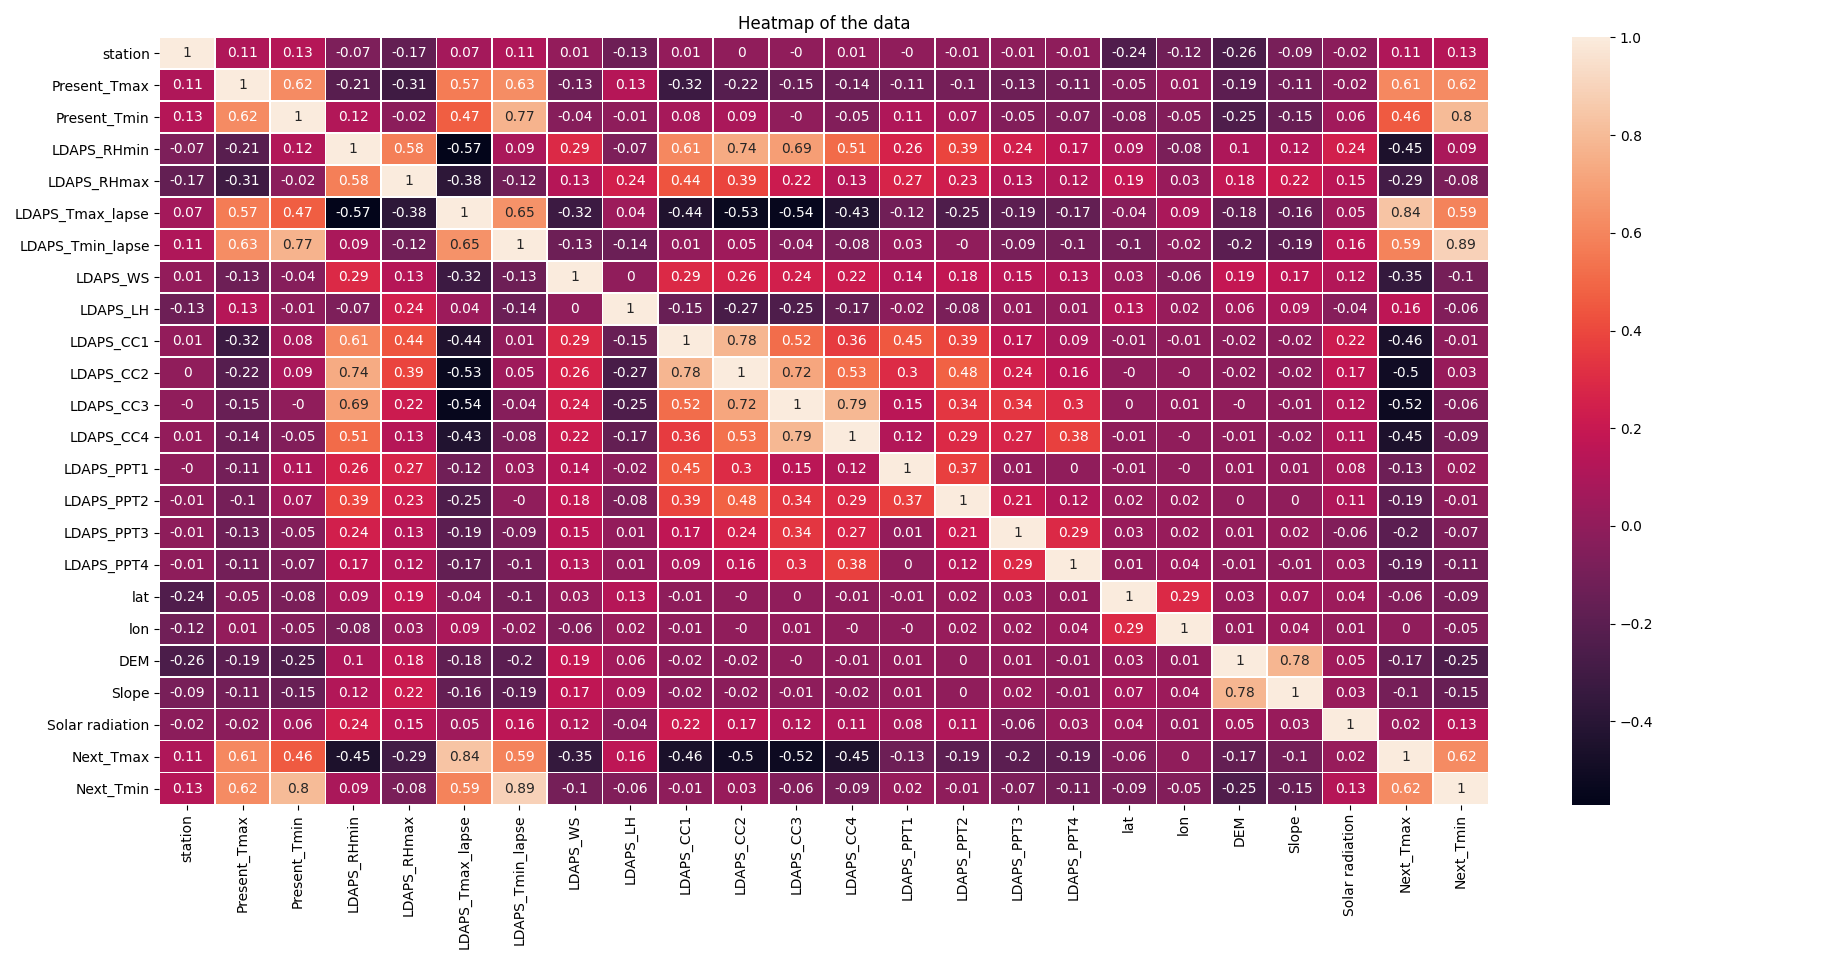 Heatmap of the data
station 1 0.11 0.13 -0.07 -0.17 0.07 0.11 0.01 -0.13 0.01 0 -0 0.01 -0 -0.01 -0.01 -0.01 -0.24 -0.12 -0.26 -0.09 -0.02 0.11 0.13
Present_Tmax 0.11 1 0.62 -0.21 -0.31 0.57 0.63 -0.13 0.13 -0.32 -0.22 -0.15 -0.14 -0.11 -0.1 -0.13 -0.11 -0.05 0.01 -0.19 -0.11 -0.02 0.61 0.62
Present_Tmin 0.13 0.62 1 0.12 -0.02 0.47 0.77 -0.04 -0.01 0.08 0.09 -0 -0.05 0.11 0.07 -0.05 -0.07 -0.08 -0.05 -0.25 -0.15 0.06 0.46 0.8
LDAPS_RHmin -0.07 -0.21 0.12 1 0.58 -0.57 0.09 0.29 -0.07 0.61 0.74 0.69 0.51 0.26 0.39 0.24 0.17 0.09 -0.08 0.1 0.12 0.24 -0.45 0.09
LDAPS_RHmax -0.17 -0.31 -0.02 0.58 1 -0.38 -0.12 0.13 0.24 0.44 0.39 0.22 0.13 0.27 0.23 0.13 0.12 0.19 0.03 0.18 0.22 0.15 -0.29 -0.08
LDAPS_Tmax_lapse 0.07 0.57 0.47 -0.57 -0.38 1 0.65 -0.32 0.04 -0.44 -0.53 -0.54 -0.43 -0.12 -0.25 -0.19 -0.17 -0.04 0.09 -0.18 -0.16 0.05 0.84 0.59
LDAPS_Tmin_lapse 0.11 0.63 0.77 0.09 -0.12 0.65 1 -0.13 -0.14 0.01 0.05 -0.04 -0.08 0.03 -0 -0.09 -0.1 -0.1 -0.02 -0.2 -0.19 0.16 0.59 0.89
LDAPS_WS 0.01 -0.13 -0.04 0.29 0.13 -0.32 -0.13 1 0 0.29 0.26 0.24 0.22 0.14 0.18 0.15 0.13 0.03 -0.06 0.19 0.17 0.12 -0.35 -0.1
LDAPS_LH -0.13 0.13 -0.01 -0.07 0.24 0.04 -0.14 0 1 -0.15 -0.27 -0.25 -0.17 -0.02 -0.08 0.01 0.01 0.13 0.02 0.06 0.09 -0.04 0.16 -0.06
LDAPS_CC1 0.01 -0.32 0.08 0.61 0.44 -0.44 0.01 0.29 -0.15 1 0.78 0.52 0.36 0.45 0.39 0.17 0.09 -0.01 -0.01 -0.02 -0.02 0.22 -0.46 -0.01
LDAPS_CC2 0 -0.22 0.09 0.74 0.39 -0.53 0.05 0.26 -0.27 0.78 1 0.72 0.53 0.3 0.48 0.24 0.16 -0 -0 -0.02 -0.02 0.17 -0.5 0.03
LDAPS_CC3 -0 -0.15 -0 0.69 0.22 -0.54 -0.04 0.24 -0.25 0.52 0.72 1 0.79 0.15 0.34 0.34 0.3 0 0.01 -0 -0.01 0.12 -0.52 -0.06
LDAPS_CC4 0.01 -0.14 -0.05 0.51 0.13 -0.43 -0.08 0.22 -0.17 0.36 0.53 0.79 1 0.12 0.29 0.27 0.38 -0.01 -0 -0.01 -0.02 0.11 -0.45 -0.09
LDAPS_PPT1 -0 -0.11 0.11 0.26 0.27 -0.12 0.03 0.14 -0.02 0.45 0.3 0.15 0.12 1 0.37 0.01 0 -0.01 -0 0.01 0.01 0.08 -0.13 0.02
LDAPS_PPT2 -0.01 -0.1 0.07 0.39 0.23 -0.25 -0 0.18 -0.08 0.39 0.48 0.34 0.29 0.37 1 0.21 0.12 0.02 0.02 0 0 0.11 -0.19 -0.01
LDAPS_PPT3 -0.01 -0.13 -0.05 0.24 0.13 -0.19 -0.09 0.15 0.01 0.17 0.24 0.34 0.27 0.01 0.21 1 0.29 0.03 0.02 0.01 0.02 -0.06 -0.2 -0.07
LDAPS_PPT4 -0.01 -0.11 -0.07 0.17 0.12 -0.17 -0.1 0.13 0.01 0.09 0.16 0.3 0.38 0 0.12 0.29 1 0.01 0.04 -0.01 -0.01 0.03 -0.19 -0.11
lat -0.24 -0.05 -0.08 0.09 0.19 -0.04 -0.1 0.03 0.13 -0.01 -0 0 -0.01 -0.01 0.02 0.03 0.01 1 0.29 0.03 0.07 0.04 -0.06 -0.09
lon -0.12 0.01 -0.05 -0.08 0.03 0.09 -0.02 -0.06 0.02 -0.01 -0 0.01 -0 -0 0.02 0.02 0.04 0.29 1 0.01 0.04 0.01 0 -0.05
DEM -0.26 -0.19 -0.25 0.1 0.18 -0.18 -0.2 0.19 0.06 -0.02 -0.02 -0 -0.01 0.01 0 0.01 -0.01 0.03 0.01 1 0.78 0.05 -0.17 -0.25
Slope -0.09 -0.11 -0.15 0.12 0.22 -0.16 -0.19 0.17 0.09 -0.02 -0.02 -0.01 -0.02 0.01 0 0.02 -0.01 0.07 0.04 0.78 1 0.03 -0.1 -0.15
Solar radiation -0.02 -0.02 0.06 0.24 0.15 0.05 0.16 0.12 -0.04 0.22 0.17 0.12 0.11 0.08 0.11 -0.06 0.03 0.04 0.01 0.05 0.03 1 0.02 0.13
Next_Tmax 0.11 0.61 0.46 -0.45 -0.29 0.84 0.59 -0.35 0.16 -0.46 -0.5 -0.52 -0.45 -0.13 -0.19 -0.2 -0.19 -0.06 0 -0.17 -0.1 0.02 1 0.62
Next_Tmin 0.13 0.62 0.8 0.09 -0.08 0.59 0.89 -0.1 -0.06 -0.01 0.03 -0.06 -0.09 0.02 -0.01 -0.07 -0.11 -0.09 -0.05 -0.25 -0.15 0.13 0.62 1
station
Present_Tmax
Present_Tmin
LDAPS_RHmin
LDAPS_RHmax
LDAPS_Tmax_lapse
LDAPS_Tmin_lapse
LDAPS_WS
LDAPS_LH
LDAPS_CC1
LDAPS_CC2
LDAPS_CC3
LDAPS_CC4
LDAPS_PPT1
LDAPS_PPT2
LDAPS_PPT3
LDAPS_PPT4
lat
lon
DEM
Slope
Solar radiation
Next_Tmax
Next_Tmin
1.0
0.8
0.6
0.4
0.2
0.0
−0.2
−0.4